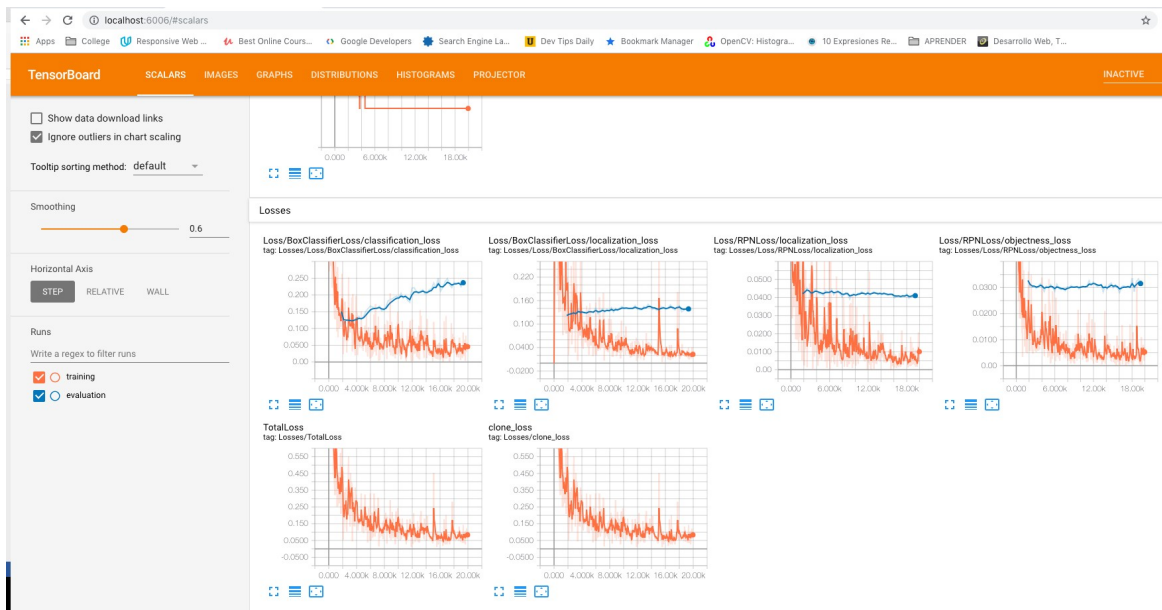 localhost:6006/#scalars
Apps College Responsive Web ... Best Online Cours... Google Developers Search Engine La... Dev Tips Daily Bookmark Manager OpenCV: Histogra... 10 Expresiones Re... APRENDER Desarrollo Web, T...
TensorBoard SCALARS IMAGES GRAPHS DISTRIBUTIONS HISTOGRAMS PROJECTOR INACTIVE
Show data download links
Ignore outliers in chart scaling
Tooltip sorting method: default
Smoothing
0.6
Horizontal Axis
STEP RELATIVE WALL
Runs
Write a regex to filter runs
training
evaluation
0.000 6.000k 12.00k 18.00k
Losses
Loss/BoxClassifierLoss/classification_loss
tag: Losses/Loss/BoxClassifierLoss/classification_loss
0.250
0.200
0.150
0.100
0.0500
0.00
0.000 4.000k 8.000k 12.00k 16.00k 20.00k
Loss/BoxClassifierLoss/localization_loss
tag: Losses/Loss/BoxClassifierLoss/localization_loss
0.220
0.160
0.100
0.0400
-0.0200
0.000 4.000k 8.000k 12.00k 16.00k 20.00k
Loss/RPNLoss/localization_loss
tag: Losses/Loss/RPNLoss/localization_loss
0.0500
0.0400
0.0300
0.0200
0.0100
0.00
0.000 6.000k 12.00k 18.00k
Loss/RPNLoss/objectness_loss
tag: Losses/Loss/RPNLoss/objectness_loss
0.0300
0.0200
0.0100
0.00
0.000 6.000k 12.00k 18.00k
TotalLoss
tag: Losses/TotalLoss
0.550
0.450
0.350
0.250
0.150
0.0500
-0.0500
0.000 4.000k 8.000k 12.00k 16.00k 20.00k
clone_loss
tag: Losses/clone_loss
0.550
0.450
0.350
0.250
0.150
0.0500
-0.0500
0.000 4.000k 8.000k 12.00k 16.00k 20.00k